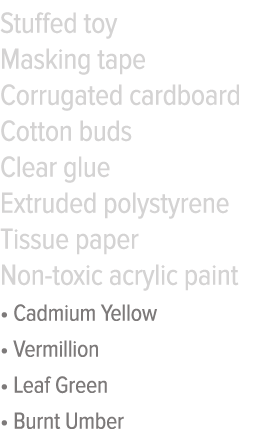 Stuffed toy
Masking tape
Corrugated cardboard
Cotton buds
Clear glue
Extruded polystyrene
Tissue paper
Non-toxic acrylic paint
• Cadmium Yellow
• Vermillion
• Leaf Green
• Burnt Umber